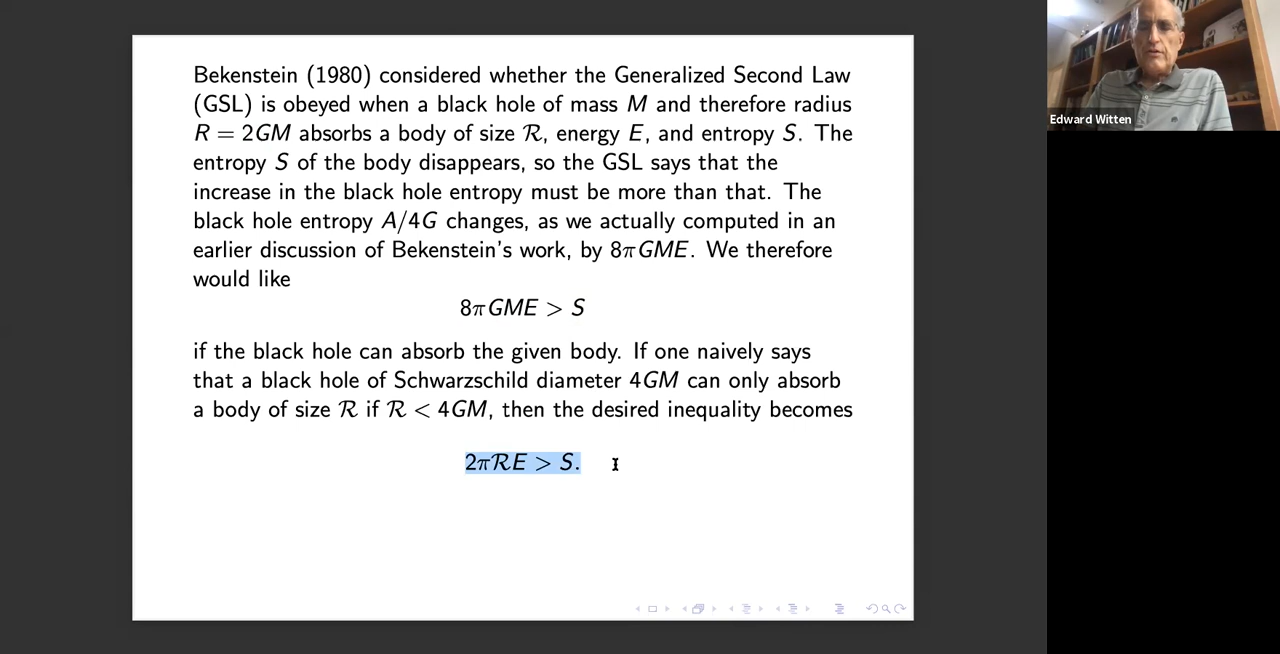 Bekenstein (1980) considered whether the Generalized Second Law
(GSL) is obeyed when a black hole of mass M and therefore radius
R = 2GM absorbs a body of size ℛ, energy E, and entropy S. The
entropy S of the body disappears, so the GSL says that the
increase in the black hole entropy must be more than that. The
black hole entropy A/4G changes, as we actually computed in an
earlier discussion of Bekenstein's work, by 8πGME. We therefore
would like
8πGME > S
if the black hole can absorb the given body. If one naively says
that a black hole of Schwarzschild diameter 4GM can only absorb
a body of size ℛ if ℛ < 4GM, then the desired inequality becomes
2πℛE > S.
Edward Witten